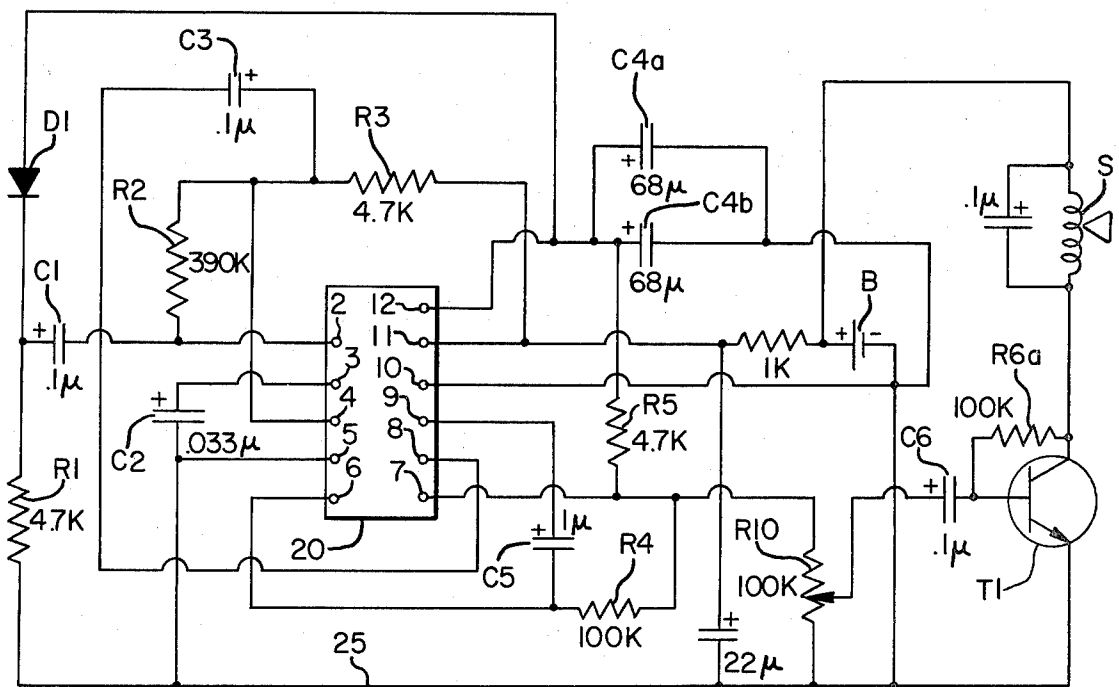 C3
+
.1µ
C4a
+
68µ
D1
R3
4.7K
R2
390K
C4b
+
68µ
S
.1µ
+
C1
+
.1µ
2
12
3
11
4
10
5
9
6
8
7
B
+ -
1K
R6a
100K
C2
+
.033µ
R5
4.7K
C6
+
.1µ
R1
4.7K
20
C5
+
1µ
R4
100K
R10
100K
T1
+
22µ
25